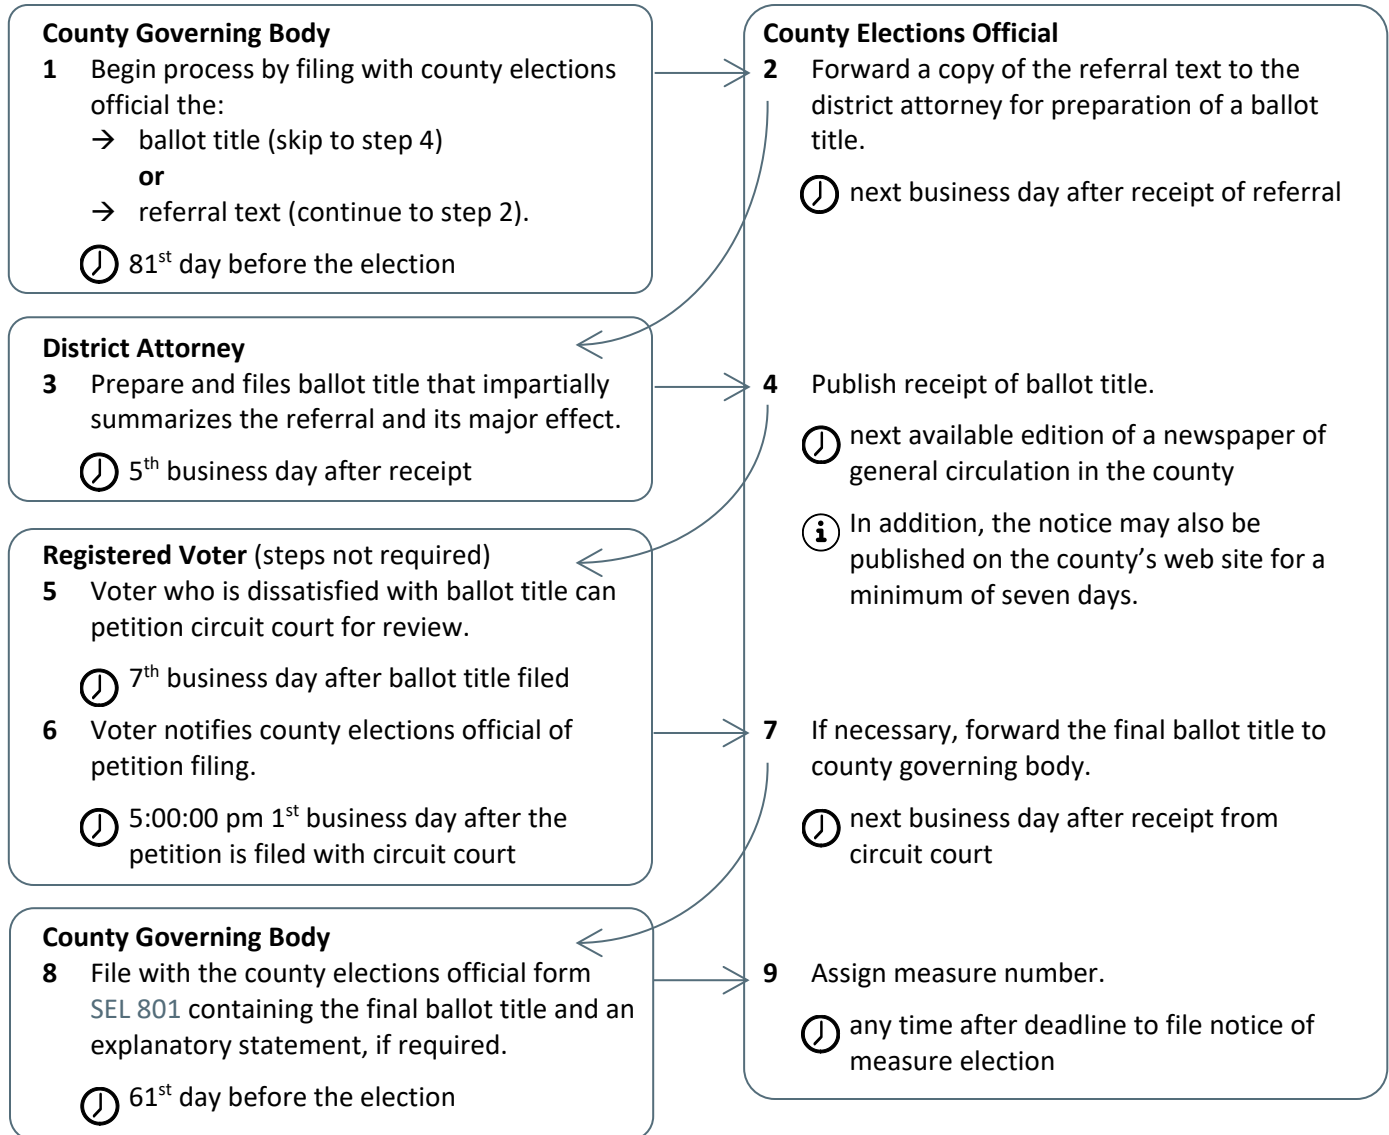 County Governing Body
1 Begin process by filing with county elections
official the:
→ ballot title (skip to step 4)
or
→ referral text (continue to step 2).
81st day before the election
County Elections Official
2 Forward a copy of the referral text to the
district attorney for preparation of a ballot
title.
next business day after receipt of referral
District Attorney
3 Prepare and files ballot title that impartially
summarizes the referral and its major effect.
5th business day after receipt
4 Publish receipt of ballot title.
next available edition of a newspaper of
general circulation in the county
In addition, the notice may also be
published on the county’s web site for a
minimum of seven days.
Registered Voter (steps not required)
5 Voter who is dissatisfied with ballot title can
petition circuit court for review.
7th business day after ballot title filed
6 Voter notifies county elections official of
petition filing.
5:00:00 pm 1st business day after the
petition is filed with circuit court
7 If necessary, forward the final ballot title to
county governing body.
next business day after receipt from
circuit court
County Governing Body
8 File with the county elections official form
SEL 801 containing the final ballot title and an
explanatory statement, if required.
61st day before the election
9 Assign measure number.
any time after deadline to file notice of
measure election